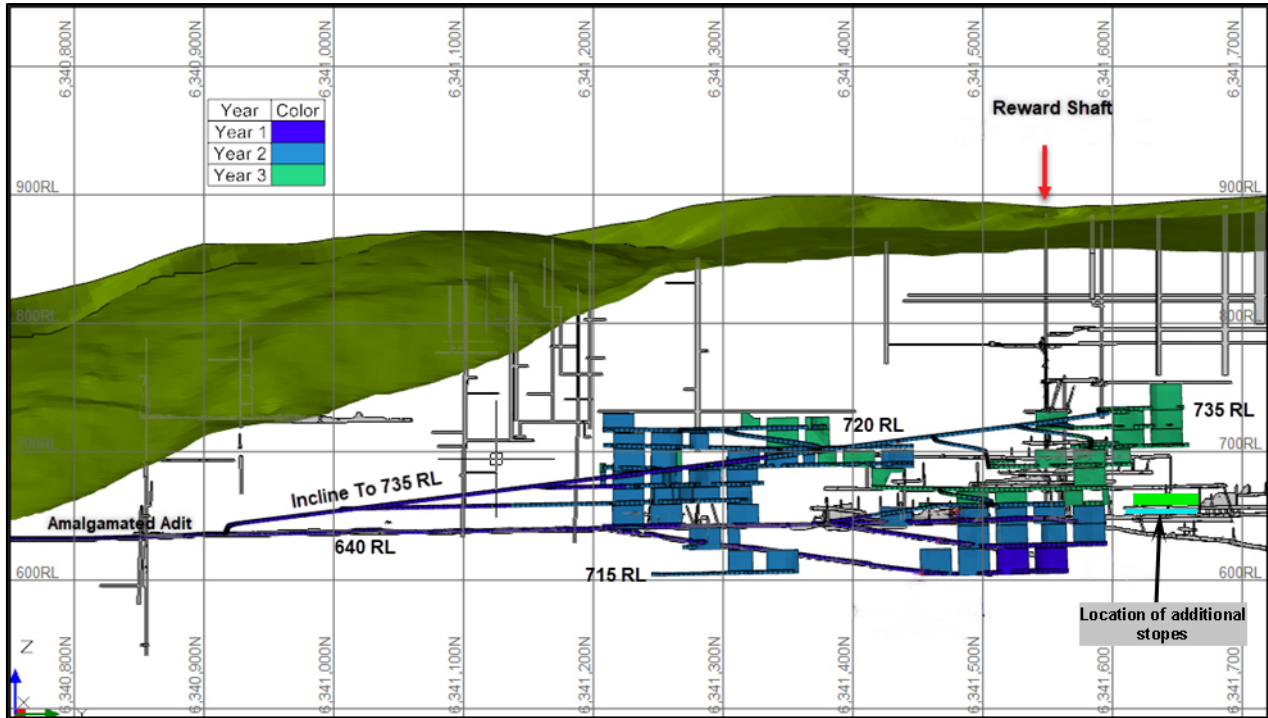 6,340,800N
6,340,900N
6,341,000N
6,341,100N
6,341,200N
6,341,300N
6,341,400N
6,341,500N
6,341,600N
6,341,700N
Year Color
Year 1
Year 2
Year 3
Reward Shaft
900RL
900RL
800RL
800RL
720 RL
735 RL
700RL
700RL
Incline To 735 RL
Amalgamated Adit
640 RL
715 RL
600RL
600RL
Location of additional
stopes
Z
X
Y
6,340,800N
6,340,900N
6,341,000N
6,341,100N
6,341,200N
6,341,300N
6,341,400N
6,341,500N
6,341,600N
6,341,700N